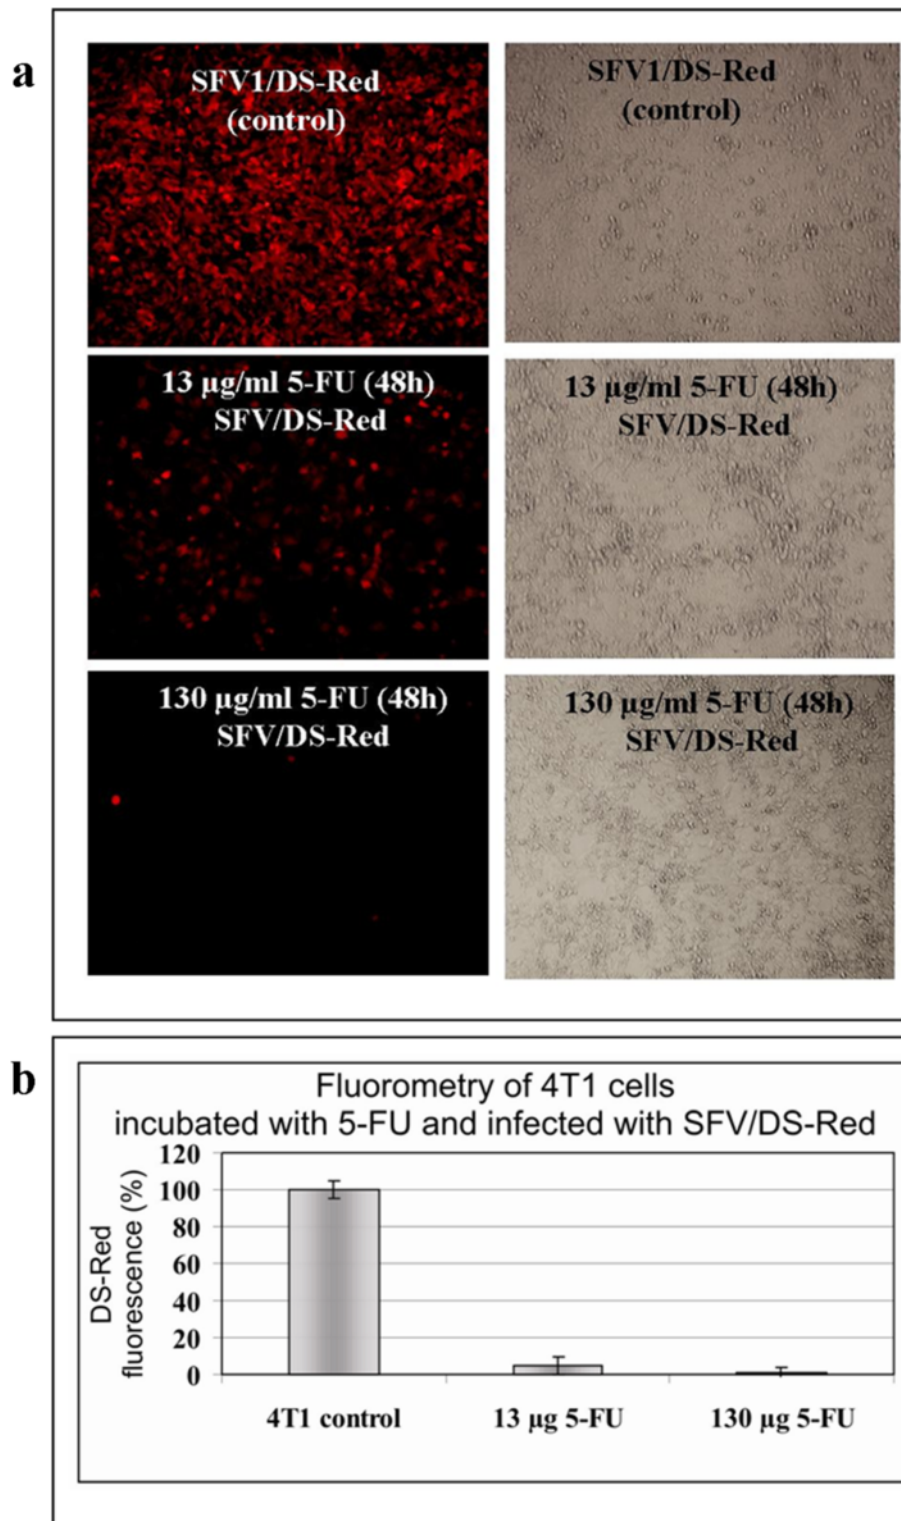 a
SFV1/DS-Red
(control)
SFV1/DS-Red
(control)
13 µg/ml 5-FU (48h)
SFV/DS-Red
13 µg/ml 5-FU (48h)
SFV/DS-Red
130 µg/ml 5-FU (48h)
SFV/DS-Red
130 µg/ml 5-FU (48h)
SFV/DS-Red
b
Fluorometry of 4T1 cells
incubated with 5-FU and infected with SFV/DS-Red
DS-Red
fluorescence (%)
120
100
80
60
40
20
0
4T1 control
13 µg 5-FU
130 µg 5-FU